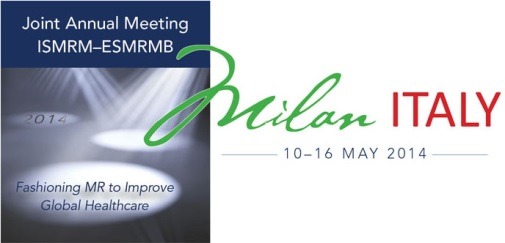 Joint Annual Meeting
ISMRM–ESMRMB
2014
Fashioning MR to Improve
Global Healthcare
Milan ITALY
10–16 MAY 2014